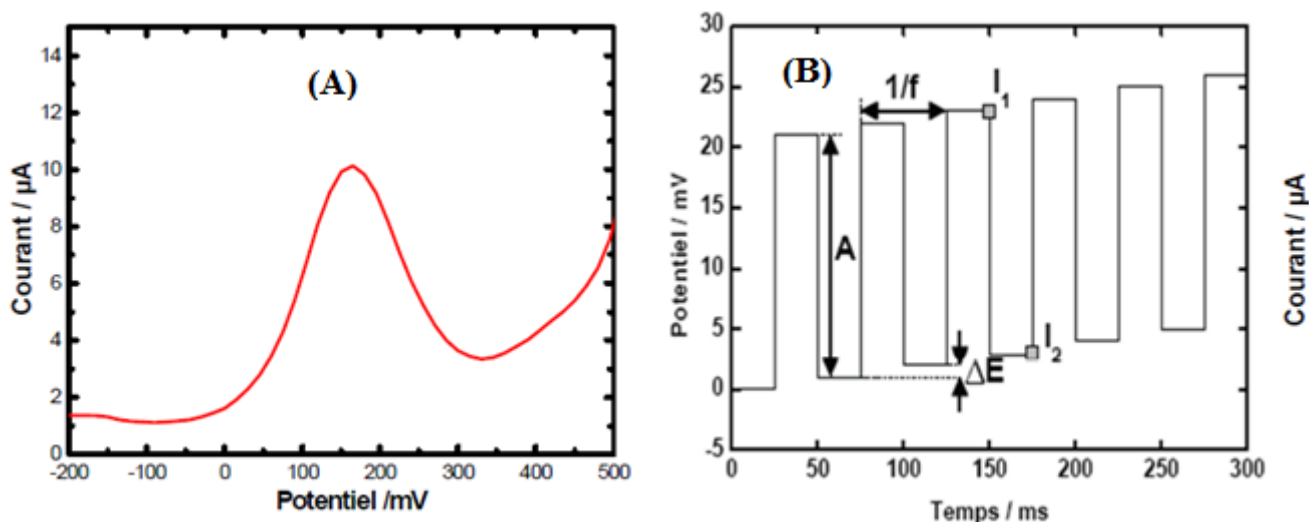 (A)
Courant / µA
14
12
10
8
6
4
2
0
-200 -100 0 100 200 300 400 500
Potentiel /mV
(B)
Potentiel / mV
30
25
20
15
10
5
0
-5
1/f
I1
A
I2
ΔE
0 50 100 150 200 250 300
Temps / ms
Courant / µA